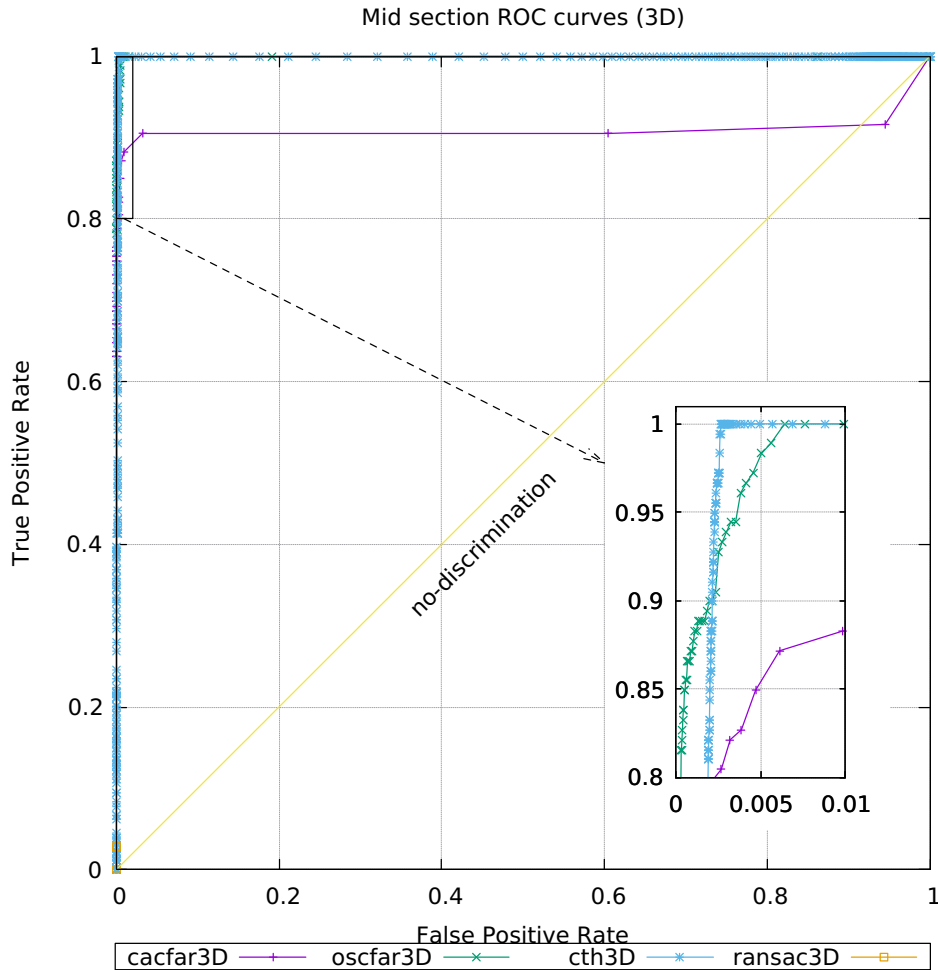 Mid section ROC curves (3D)
1
0.8
0.6
0.4
0.2
0
True Positive Rate
no-discrimination
1
0.95
0.9
0.85
0.8
0 0.005 0.01
0 0.2 0.4 0.6 0.8 1
False Positive Rate
cacfar3D oscfar3D cth3D ransac3D